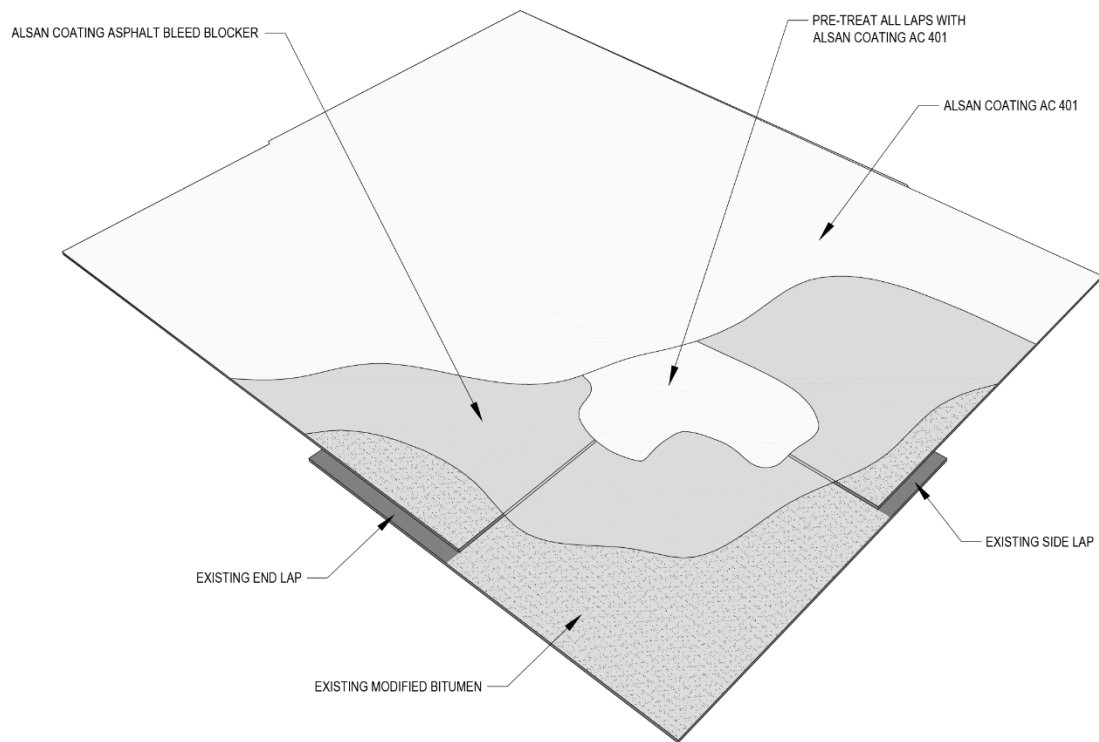 ALSAN COATING ASPHALT BLEED BLOCKER
PRE-TREAT ALL LAPS WITH
ALSAN COATING AC 401
ALSAN COATING AC 401
EXISTING SIDE LAP
EXISTING END LAP
EXISTING MODIFIED BITUMEN